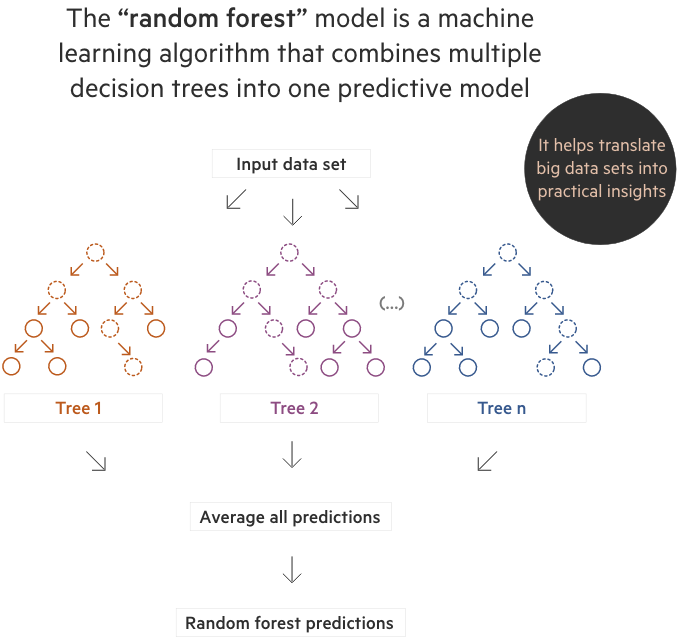 The “random forest” model is a machine
learning algorithm that combines multiple
decision trees into one predictive model
It helps translate
big data sets into
practical insights
Input data set
(...)
Tree 1
Tree 2
Tree n
Average all predictions
Random forest predictions